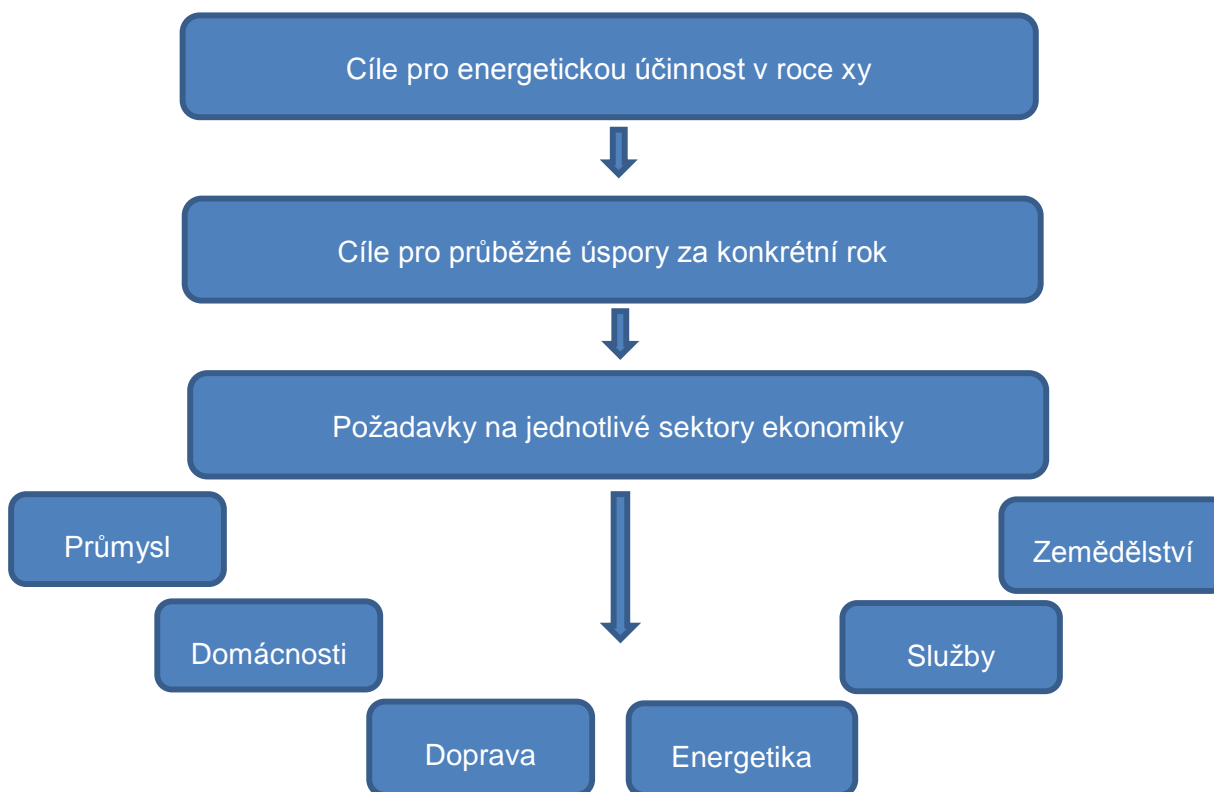 Cíle pro energetickou účinnost v roce xy
Cíle pro průběžné úspory za konkrétní rok
Požadavky na jednotlivé sektory ekonomiky
Průmysl
Zemědělství
Domácnosti
Služby
Doprava
Energetika